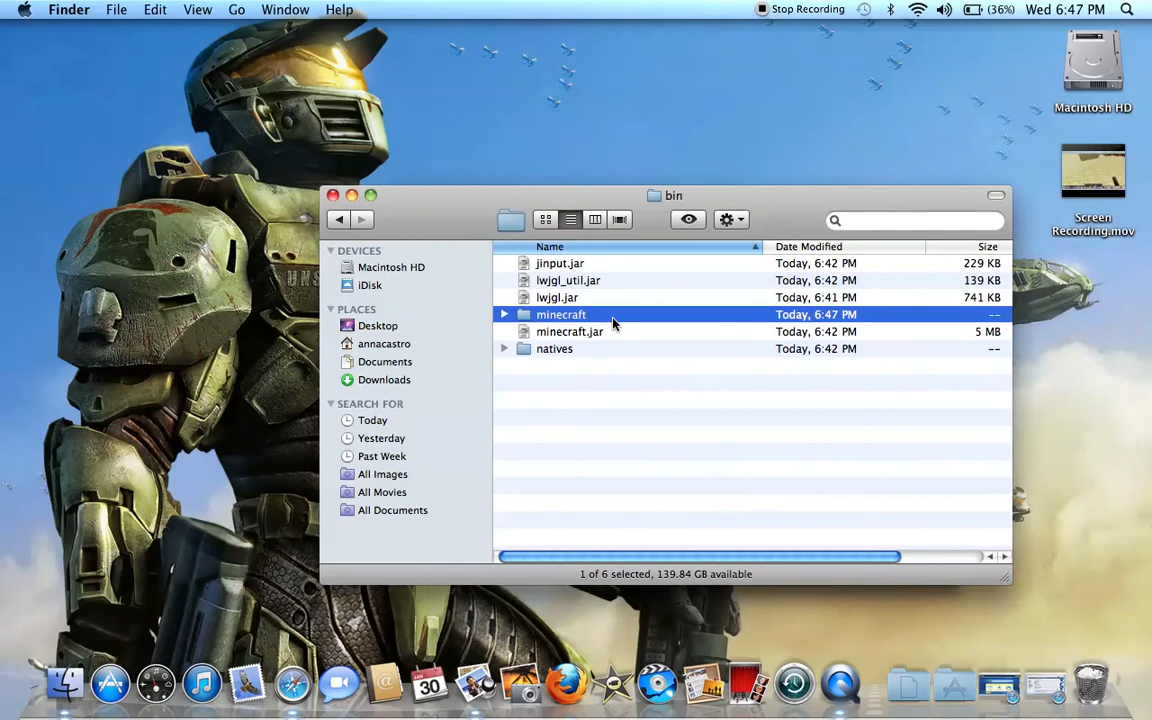 Finder File Edit View Go Window Help Stop Recording (36%) Wed 6:47 PM
Macintosh HD
Screen
Recording.mov
bin
DEVICES
Macintosh HD
iDisk
PLACES
Desktop
annacastro
Documents
Downloads
SEARCH FOR
Today
Yesterday
Past Week
All Images
All Movies
All Documents
Name Date Modified Size
jinput.jar Today, 6:42 PM 229 KB
lwjgl_util.jar Today, 6:42 PM 139 KB
lwjgl.jar Today, 6:41 PM 741 KB
minecraft Today, 6:47 PM --
minecraft.jar Today, 6:42 PM 5 MB
natives Today, 6:42 PM --
1 of 6 selected, 139.84 GB available
JAN
30